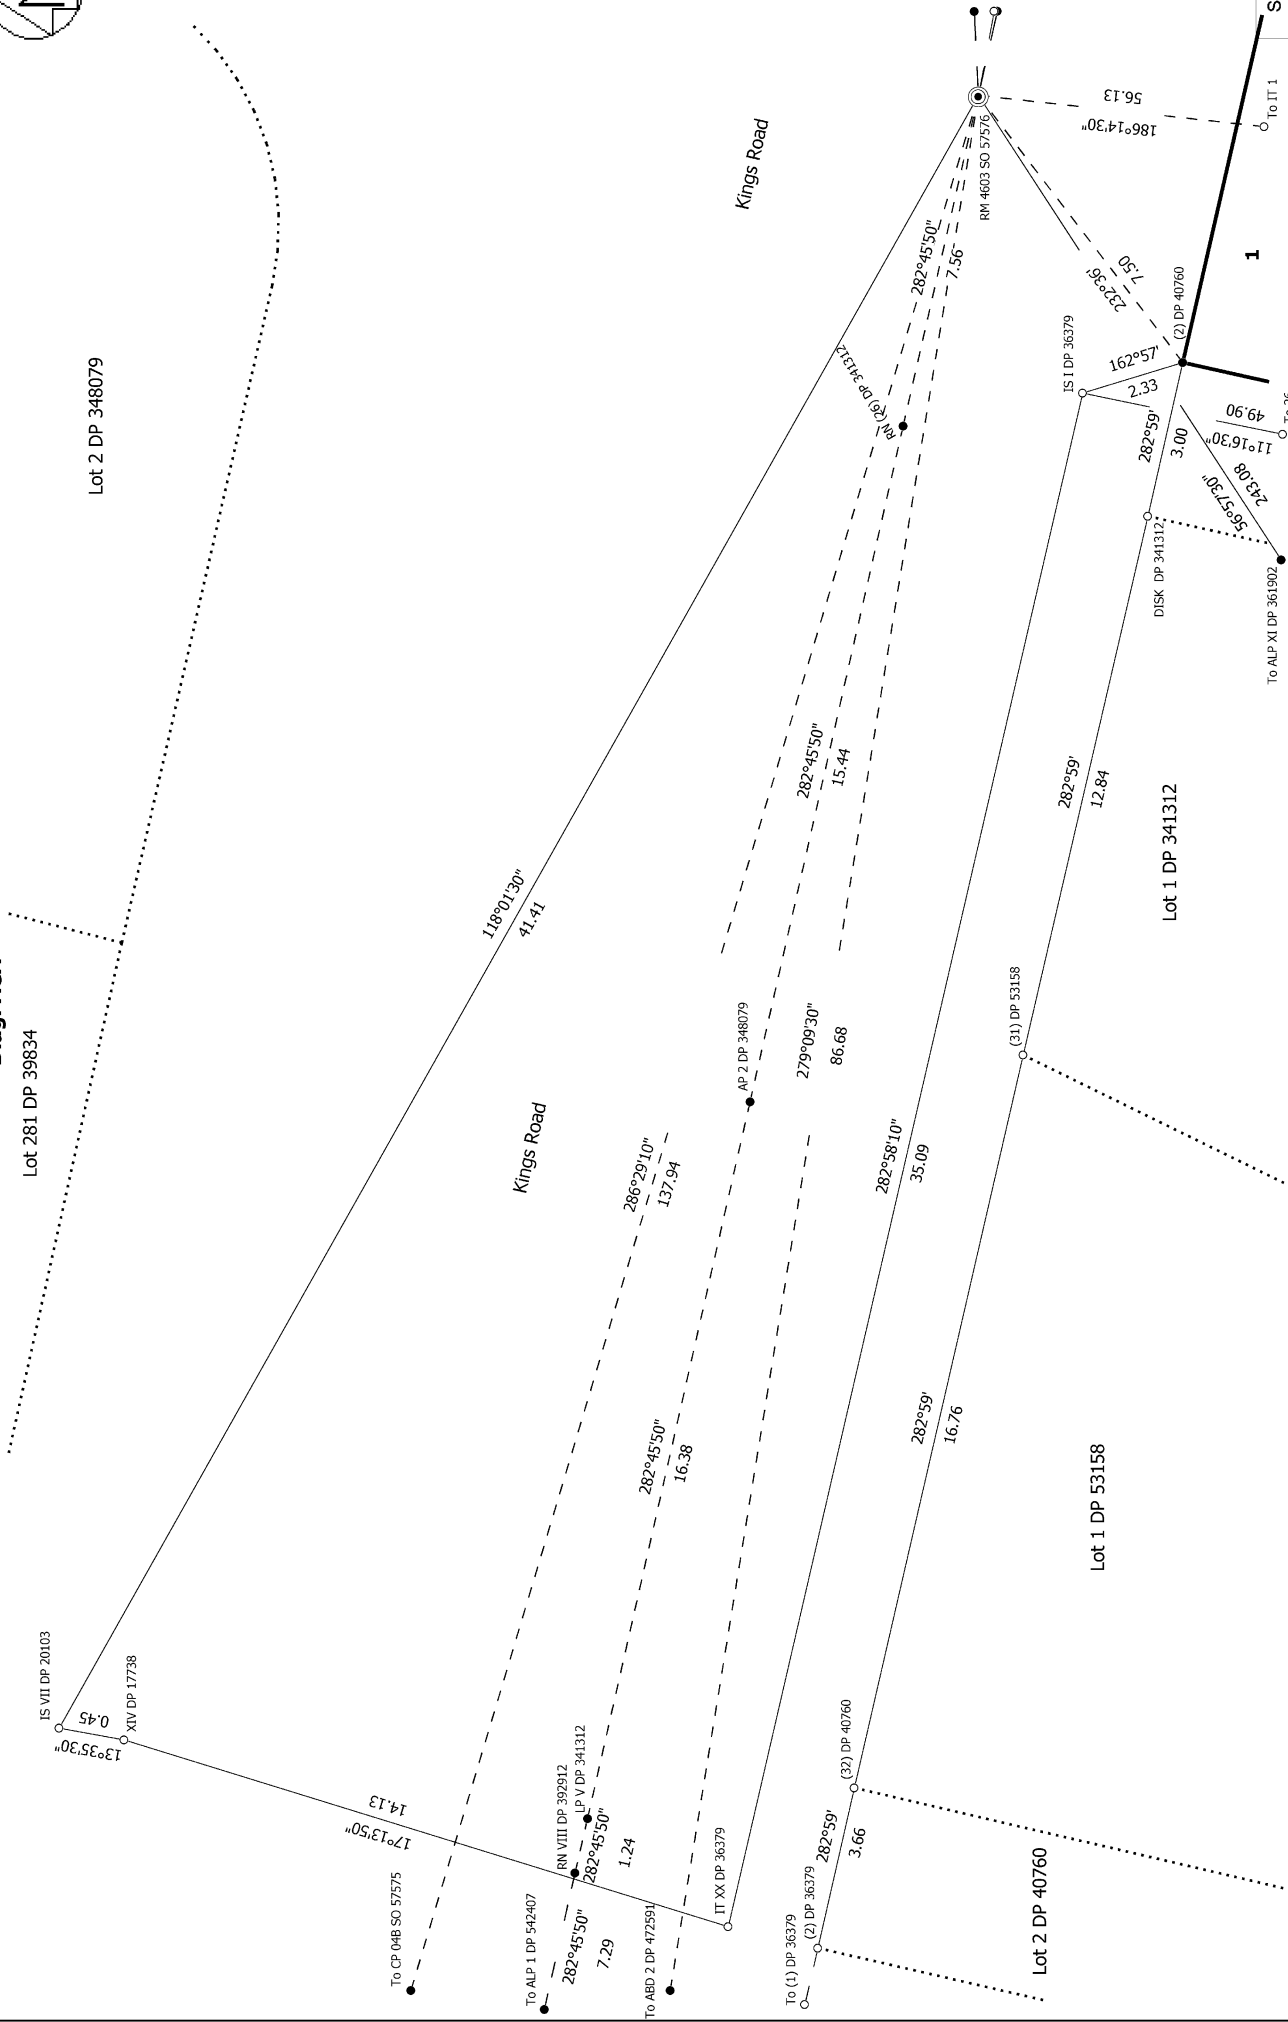 Lot 2 DP 348079
Lot 281 DP 39834
Kings Road
Kings Road
56.13
186°14'30"
To IT 1
RM 4603 SO 57576
282°45'50"
7.56
RN (26) DP 341312
232°36'
7.50
(2) DP 40760
1
IS I DP 36379
162°57'
2.33
282°59'
3.00
49.90
11°16'30"
243.08
56°57'30"
DISK DP 341312
To ALP XI DP 361902
282°45'50"
15.44
282°59'
12.84
Lot 1 DP 341312
118°01'30"
41.41
(31) DP 53158
AP 2 DP 348079
279°09'30"
86.68
286°29'10"
137.94
282°58'10"
35.09
282°45'50"
16.38
282°59'
16.76
Lot 1 DP 53158
IS VII DP 20103
0.45
13°35'30"
XIV DP 17738
14.13
17°13'50"
RN VIII DP 392912
LP V DP 341312
282°45'50"
1.24
(32) DP 40760
282°59'
3.66
IT XX DP 36379
To CP 04B SO 57575
To ALP 1 DP 542407
282°45'50"
7.29
To ABD 2 DP 472591
(2) DP 36379
To (1) DP 36379
Lot 2 DP 40760